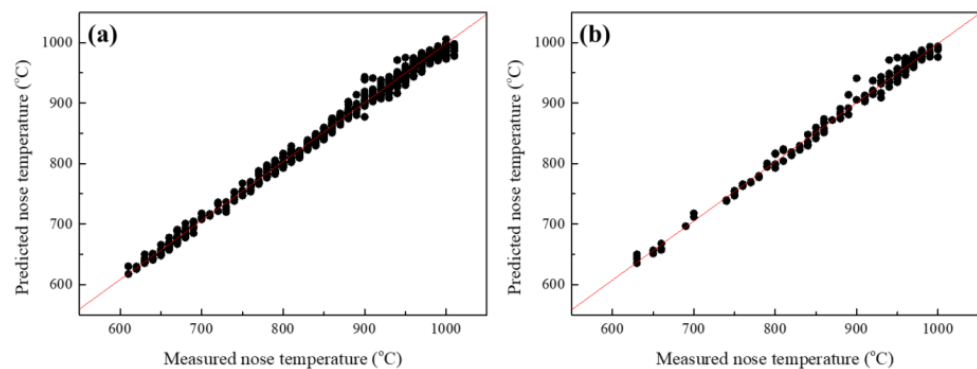 (a)
1000
900
800
700
600
Predicted nose temperature (°C)
600 700 800 900 1000
Measured nose temperature (°C)
(b)
1000
900
800
700
600
Predicted nose temperature (°C)
600 700 800 900 1000
Measured nose temperature (°C)